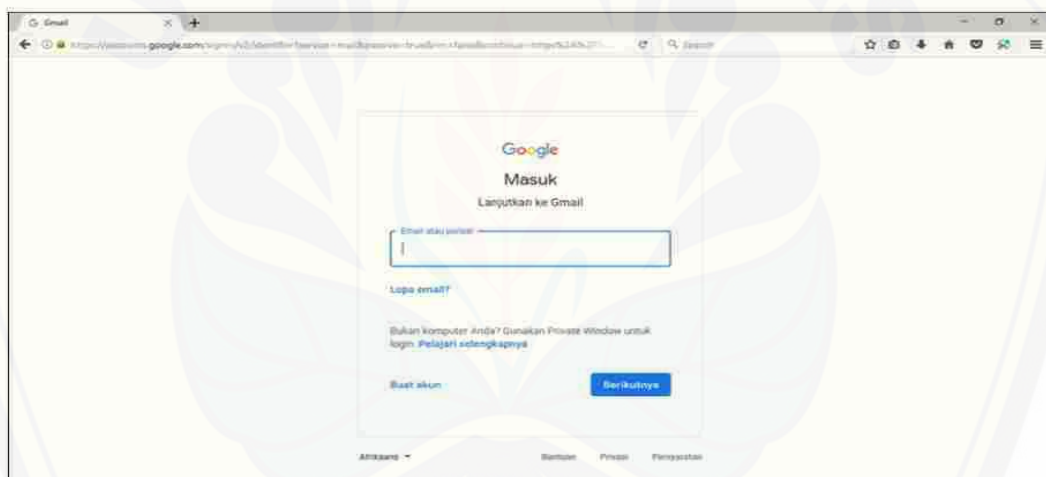 Gmail
google.com
Search
Google
Masuk
Lanjutkan ke Gmail
Email atau ponsel
Lupa email?
Bukan komputer Anda? Gunakan Private Window untuk
login. Pelajari selengkapnya
Buat akun
Berikutnya
Afrikaans
Bantuan Privasi Persyaratan